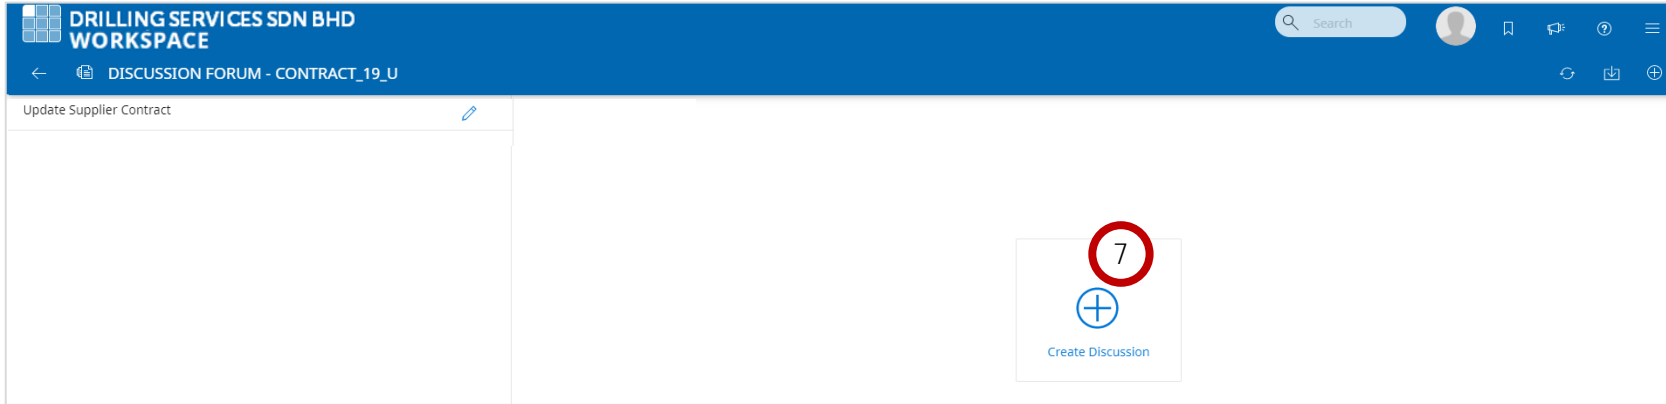 DRILLING SERVICES SDN BHD
WORKSPACE
Search
DISCUSSION FORUM - CONTRACT_19_U
Update Supplier Contract
7
Create Discussion